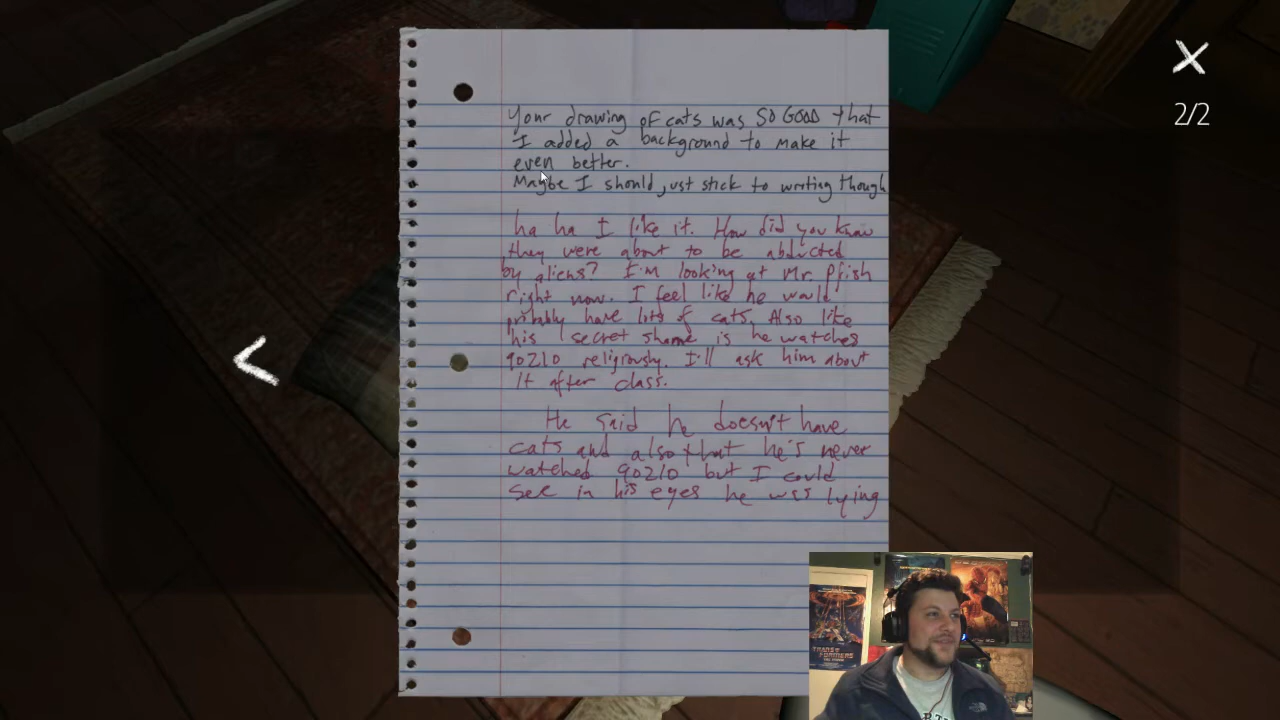 2/2
Your drawing of cats was SO GOOD that
I added a background to make it
even better.
Maybe I should just stick to writing though
ha ha I like it. How did you know
they were about to be abducted
by aliens? I'm looking at Mr. Pfish
right now. I feel like he would
probably have lots of cats. Also like
his secret shame is he watches
90210 religiously. I'll ask him about
it after class.
He said he doesn't have
cats and also that he's never
watched 90210 but I could
see in his eyes he was lying
TRANSFORMERS